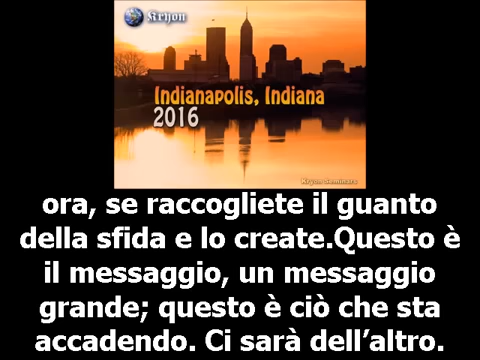 Kryon
Indianapolis, Indiana
2016
Kryon Seminars
ora, se raccogliete il guanto
della sfida e lo create.Questo è
il messaggio, un messaggio
grande; questo è ciò che sta
accadendo. Ci sarà dell’altro.